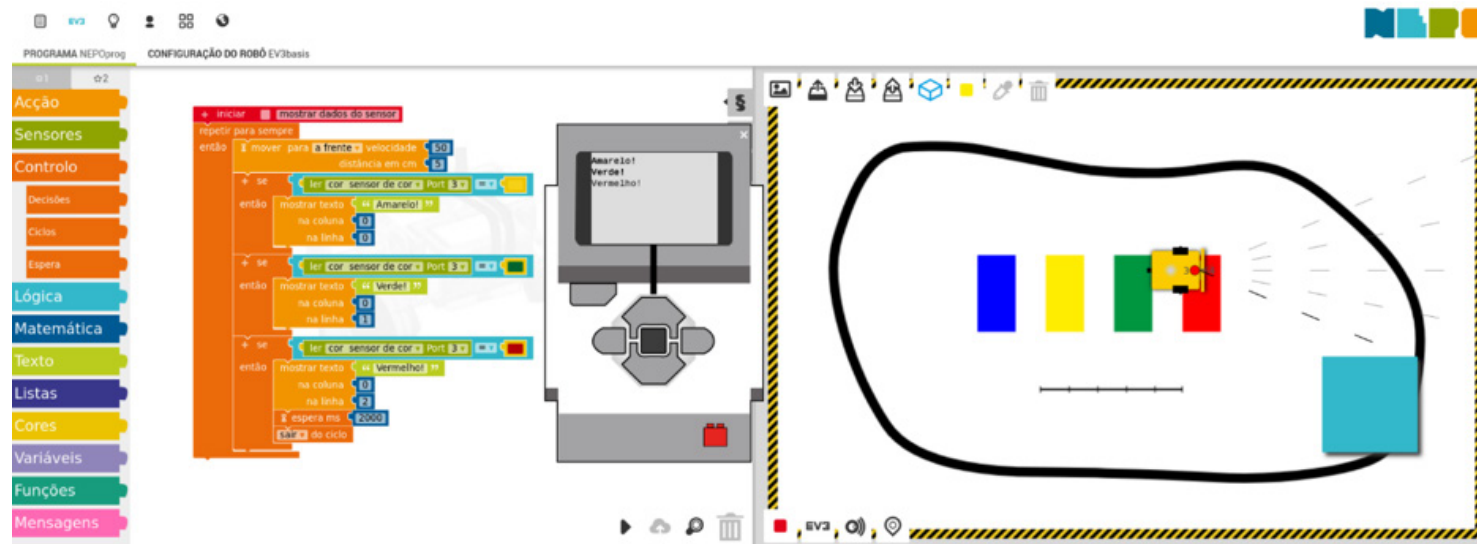 EV3
NEPO
PROGRAMA NEPOprog
CONFIGURAÇÃO DO ROBÔ EV3basis
1
2
Acção
Sensores
Controlo
Decisões
Ciclos
Espera
Lógica
Matemática
Texto
Listas
Cores
Variáveis
Funções
Mensagens
+ iniciar mostrar dados do sensor
repetir para sempre
então mover para a frente velocidade 50
distância em cm 5
+ se ler cor sensor de cor Port 3 =
então mostrar texto “ Amarelo! ”
na coluna 0
na linha 0
+ se ler cor sensor de cor Port 3 =
então mostrar texto “ Verde! ”
na coluna 0
na linha 1
+ se ler cor sensor de cor Port 3 =
então mostrar texto “ Vermelho! ”
na coluna 0
na linha 2
espera ms 2000
sair do ciclo
§
×
Amarelo!
Verde!
Vermelho!
3
EV3